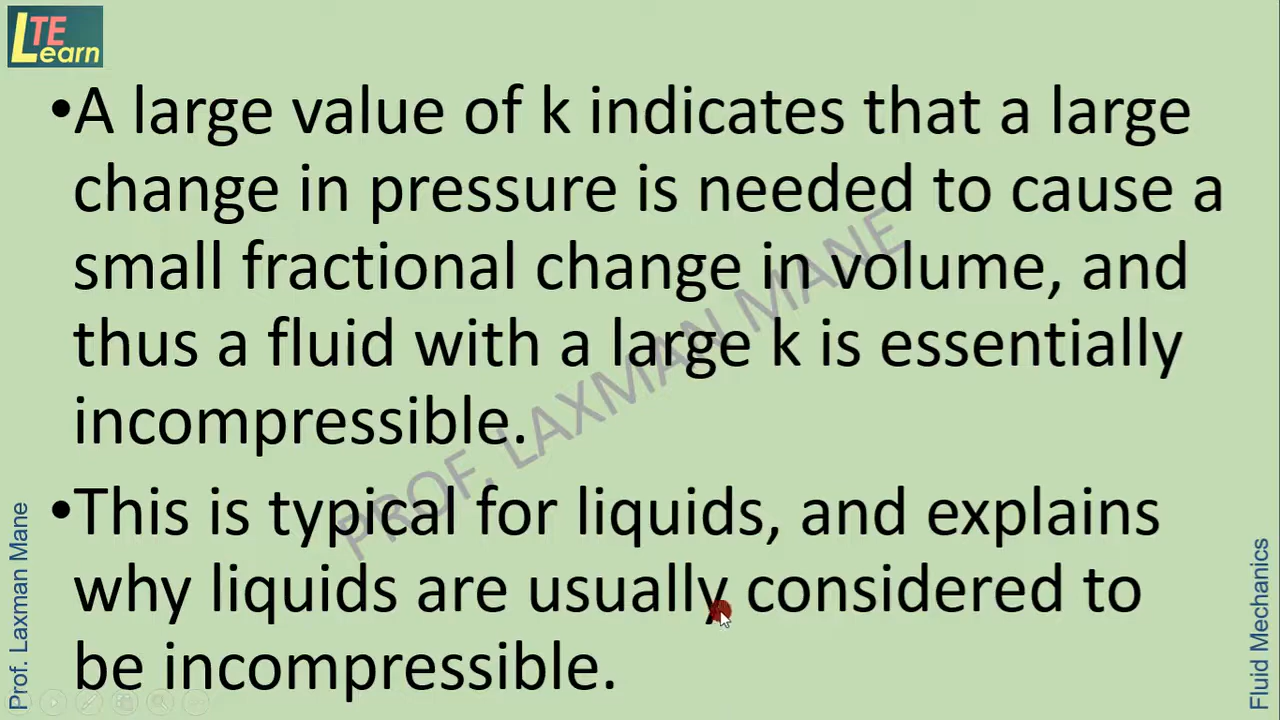 LTE
Learn
•A large value of k indicates that a large
change in pressure is needed to cause a
small fractional change in volume, and
thus a fluid with a large k is essentially
incompressible.
•This is typical for liquids, and explains
why liquids are usually considered to
be incompressible.
PROF. LAXMAN MANE
Prof. Laxman Mane
Fluid Mechanics